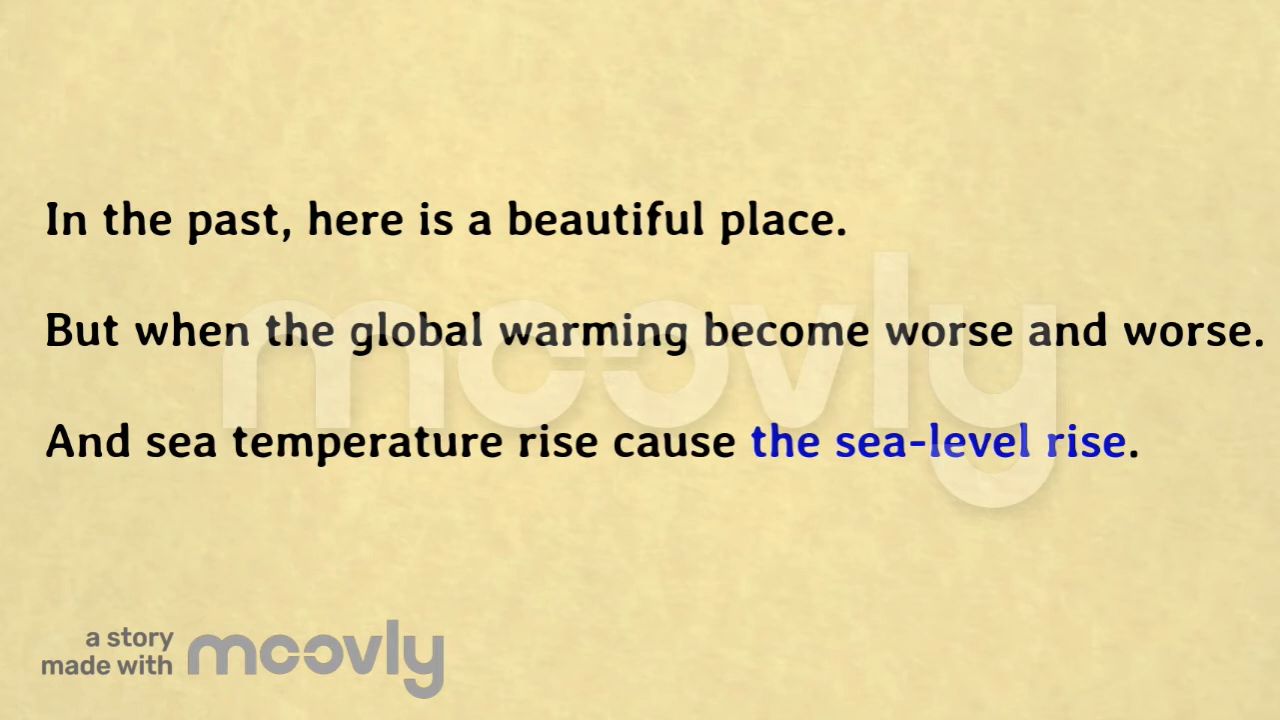 In the past, here is a beautiful place.
But when the global warming become worse and worse.
And sea temperature rise cause the sea-level rise.
moovly
a story
made with moovly